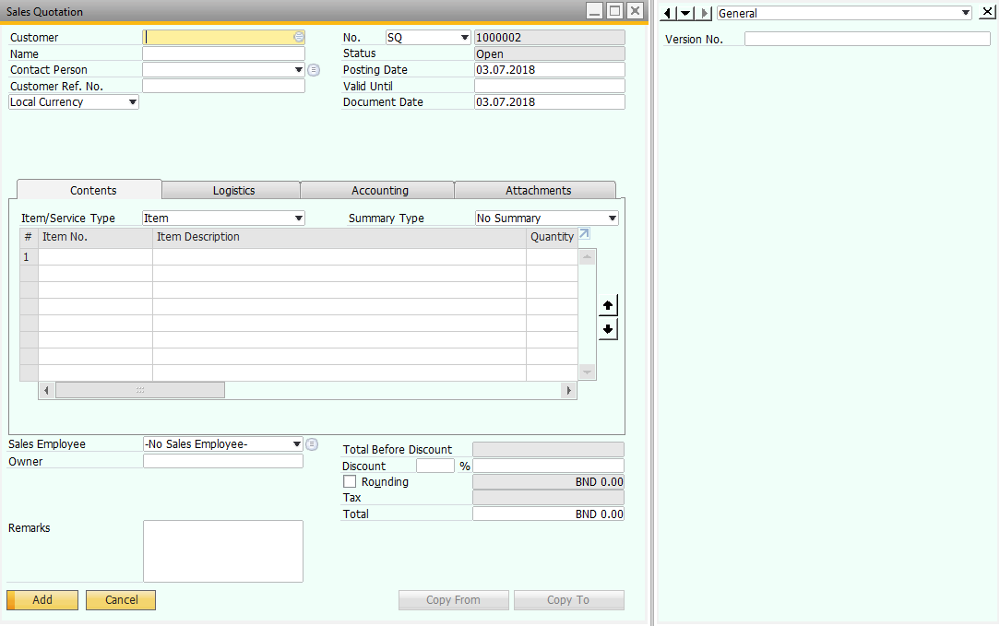 Sales Quotation
General
Customer
No. SQ 1000002
Version No.
Name
Status Open
Contact Person
Posting Date 03.07.2018
Customer Ref. No.
Valid Until
Local Currency
Document Date 03.07.2018
Contents Logistics Accounting Attachments
Item/Service Type Item Summary Type No Summary
# Item No. Item Description Quantity
1
Sales Employee -No Sales Employee-
Owner
Total Before Discount
Discount %
Rounding BND 0.00
Tax
Total BND 0.00
Remarks
Add Cancel Copy From Copy To